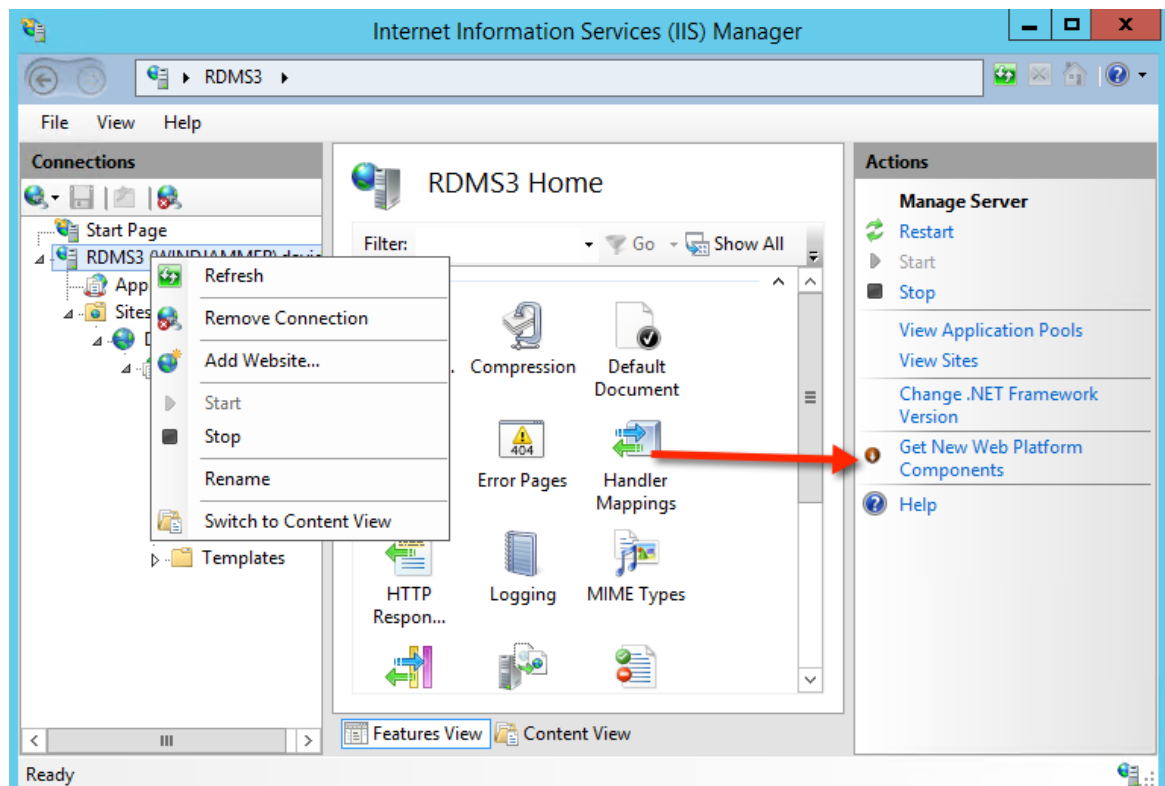 Internet Information Services (IIS) Manager
RDMS3
File View Help
Connections
Start Page
RDMS3 (WINDJAMMER)
App
Sites
Templates
Refresh
Remove Connection
Add Website...
Start
Stop
Rename
Switch to Content View
RDMS3 Home
Filter: Go Show All
Compression Default
Document
404
Error Pages Handler
Mappings
HTTP
Respon... Logging MIME Types
Features View Content View
Actions
Manage Server
Restart
Start
Stop
View Application Pools
View Sites
Change .NET Framework
Version
Get New Web Platform
Components
Help
Ready